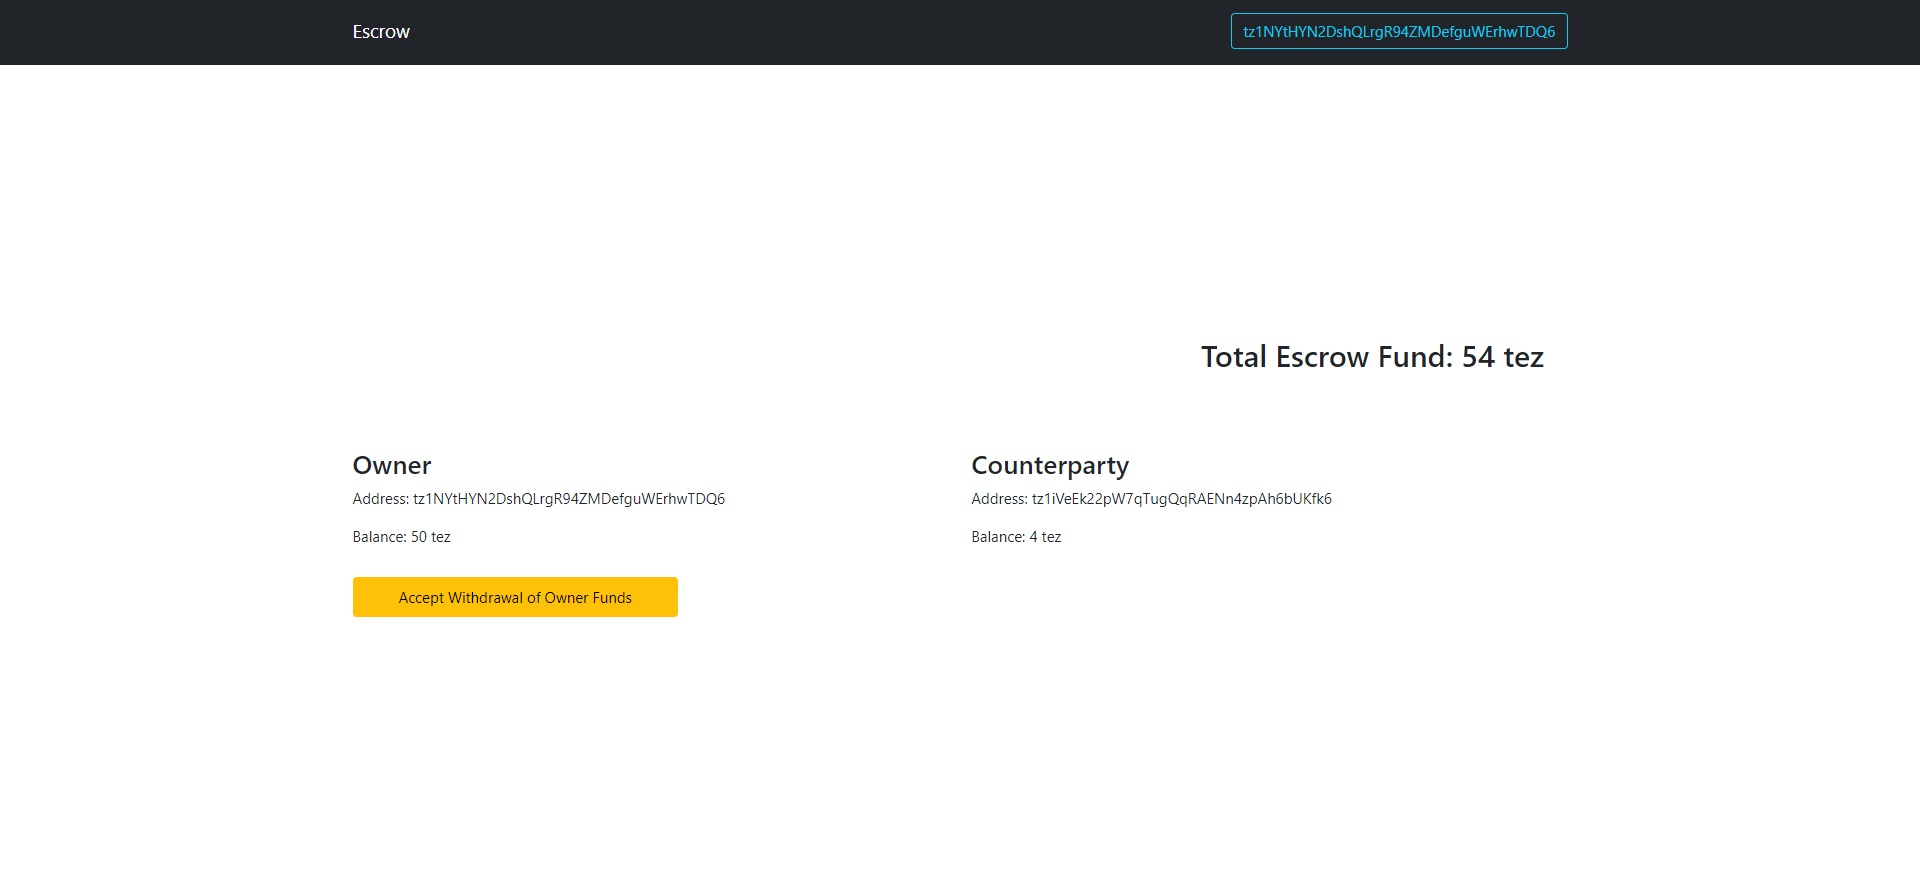 Escrow
tz1NYtHYN2DshQLrgR94ZMDefguWErhwTDQ6
Total Escrow Fund: 54 tez
Owner
Address: tz1NYtHYN2DshQLrgR94ZMDefguWErhwTDQ6
Balance: 50 tez
Accept Withdrawal of Owner Funds
Counterparty
Address: tz1iVeEk22pW7qTugQqRAENn4zpAh6bUKfk6
Balance: 4 tez